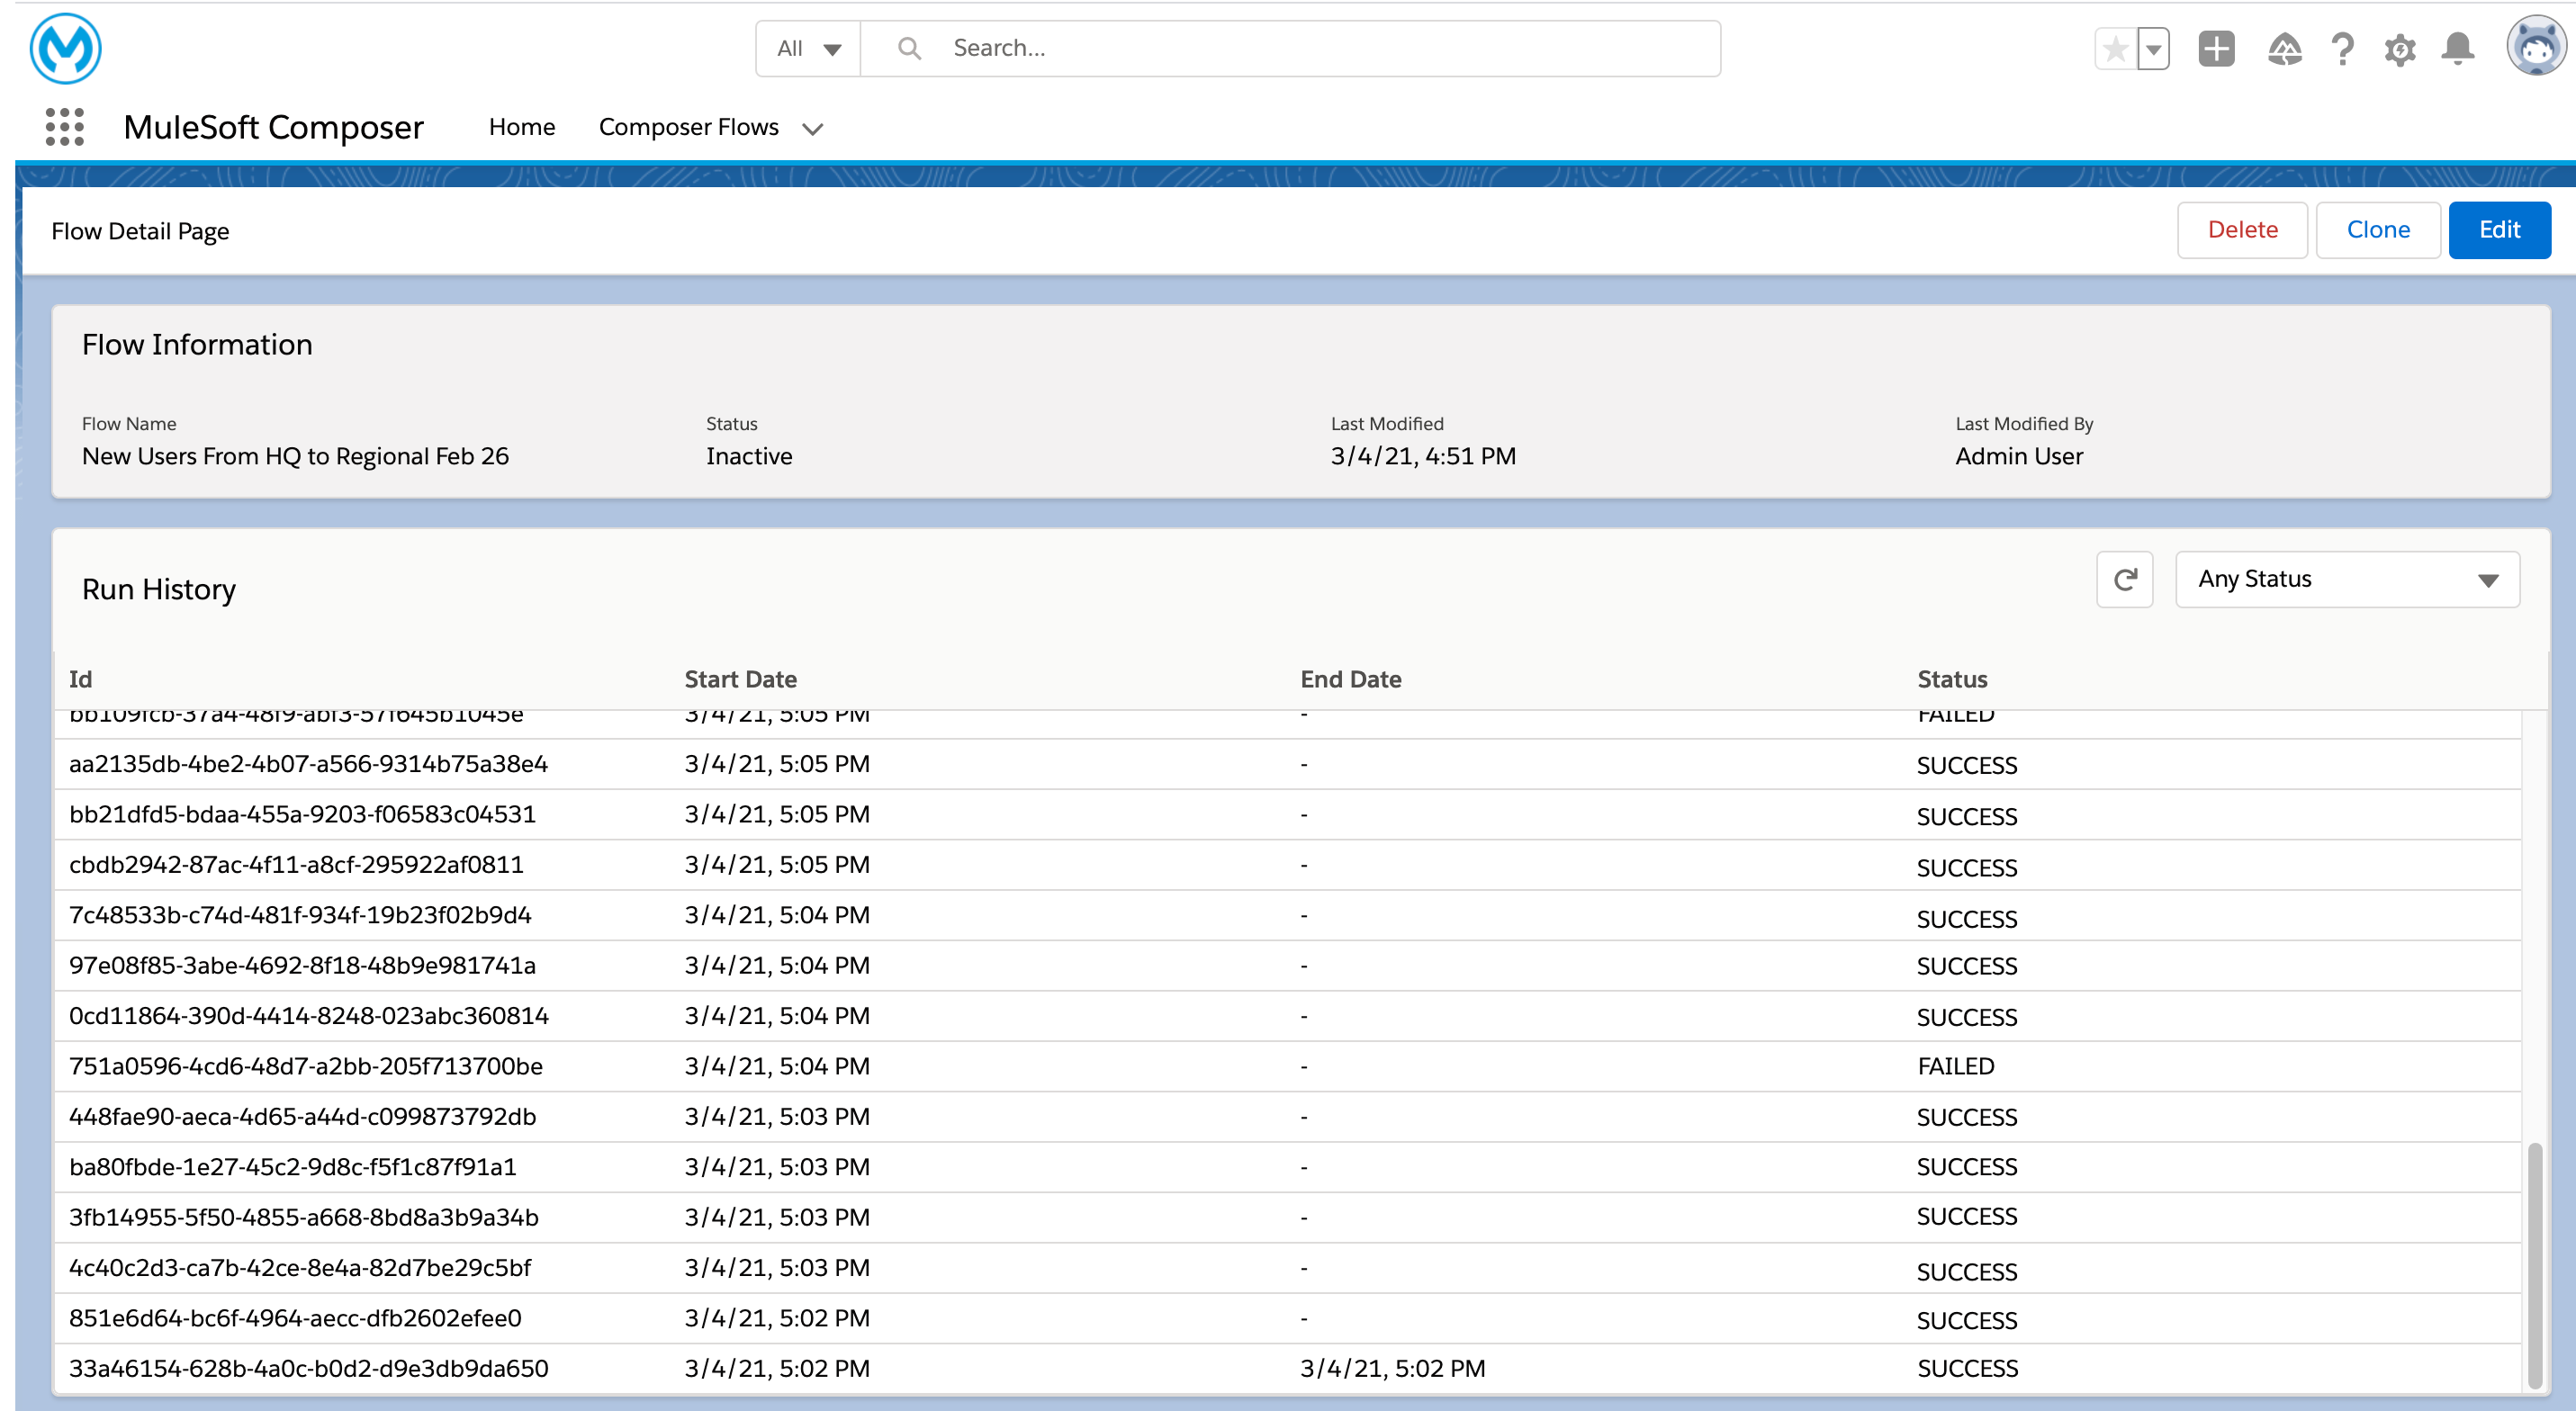 All Search...
MuleSoft Composer Home Composer Flows
Flow Detail Page Delete Clone Edit
Flow Information
Flow Name Status Last Modified Last Modified By
New Users From HQ to Regional Feb 26 Inactive 3/4/21, 4:51 PM Admin User
Run History Any Status
Id Start Date End Date Status
bb109fcb-37a4-48f9-abf3-57f645b1045e 3/4/21, 5:05 PM - FAILED
aa2135db-4be2-4b07-a566-9314b75a38e4 3/4/21, 5:05 PM - SUCCESS
bb21dfd5-bdaa-455a-9203-f06583c04531 3/4/21, 5:05 PM - SUCCESS
cbdb2942-87ac-4f11-a8cf-295922af0811 3/4/21, 5:05 PM - SUCCESS
7c48533b-c74d-481f-934f-19b23f02b9d4 3/4/21, 5:04 PM - SUCCESS
97e08f85-3abe-4692-8f18-48b9e981741a 3/4/21, 5:04 PM - SUCCESS
0cd11864-390d-4414-8248-023abc360814 3/4/21, 5:04 PM - SUCCESS
751a0596-4cd6-48d7-a2bb-205f713700be 3/4/21, 5:04 PM - FAILED
448fae90-aeca-4d65-a44d-c099873792db 3/4/21, 5:03 PM - SUCCESS
ba80fbde-1e27-45c2-9d8c-f5f1c87f91a1 3/4/21, 5:03 PM - SUCCESS
3fb14955-5f50-4855-a668-8bd8a3b9a34b 3/4/21, 5:03 PM - SUCCESS
4c40c2d3-ca7b-42ce-8e4a-82d7be29c5bf 3/4/21, 5:03 PM - SUCCESS
851e6d64-bc6f-4964-aecc-dfb2602efee0 3/4/21, 5:02 PM - SUCCESS
33a46154-628b-4a0c-b0d2-d9e3db9da650 3/4/21, 5:02 PM 3/4/21, 5:02 PM SUCCESS